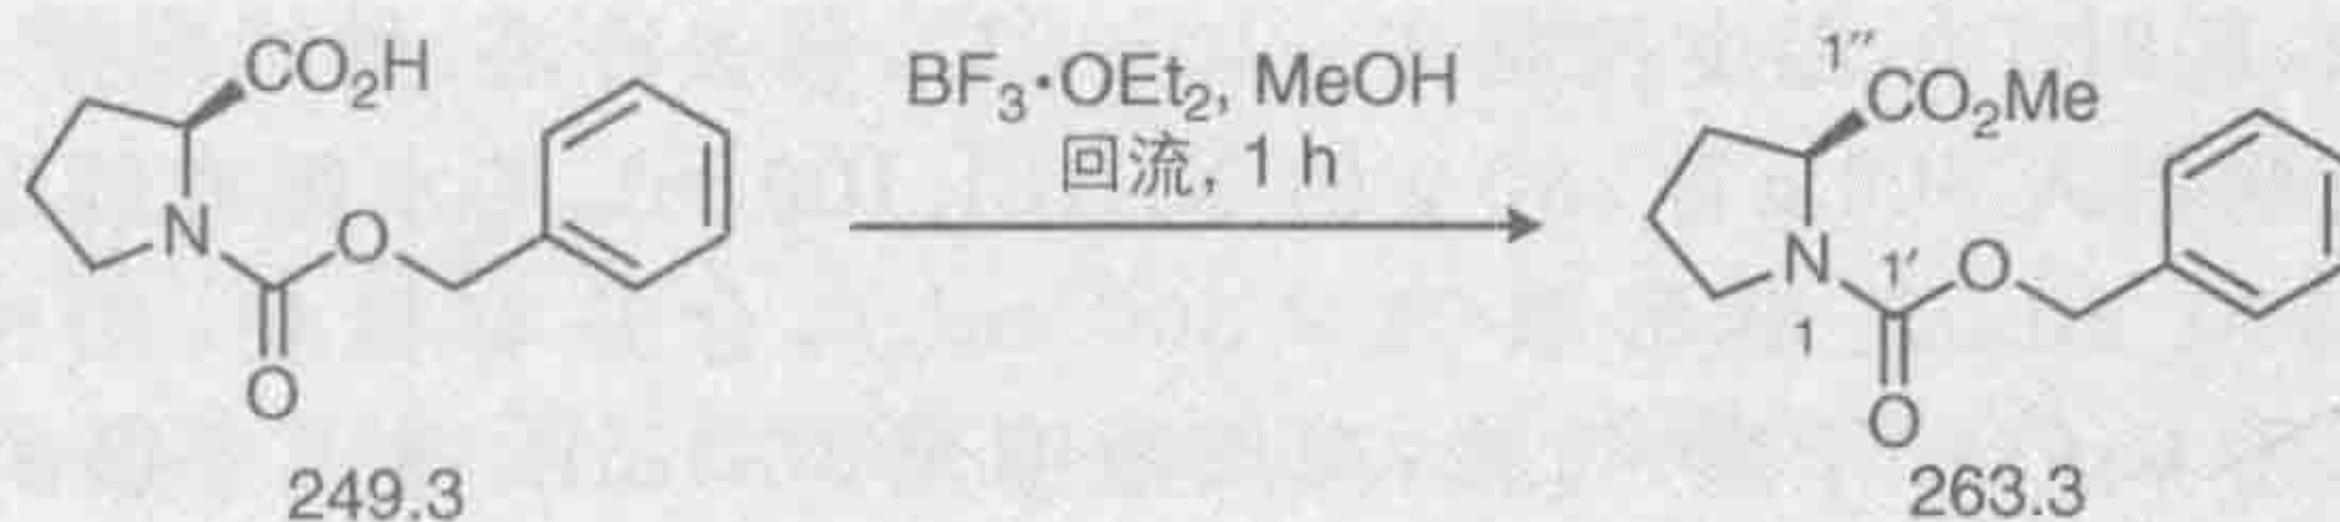 CO₂H
N
O
O
249.3
BF₃·OEt₂, MeOH
回流, 1 h
1″
CO₂Me
N
1′
O
1
O
263.3